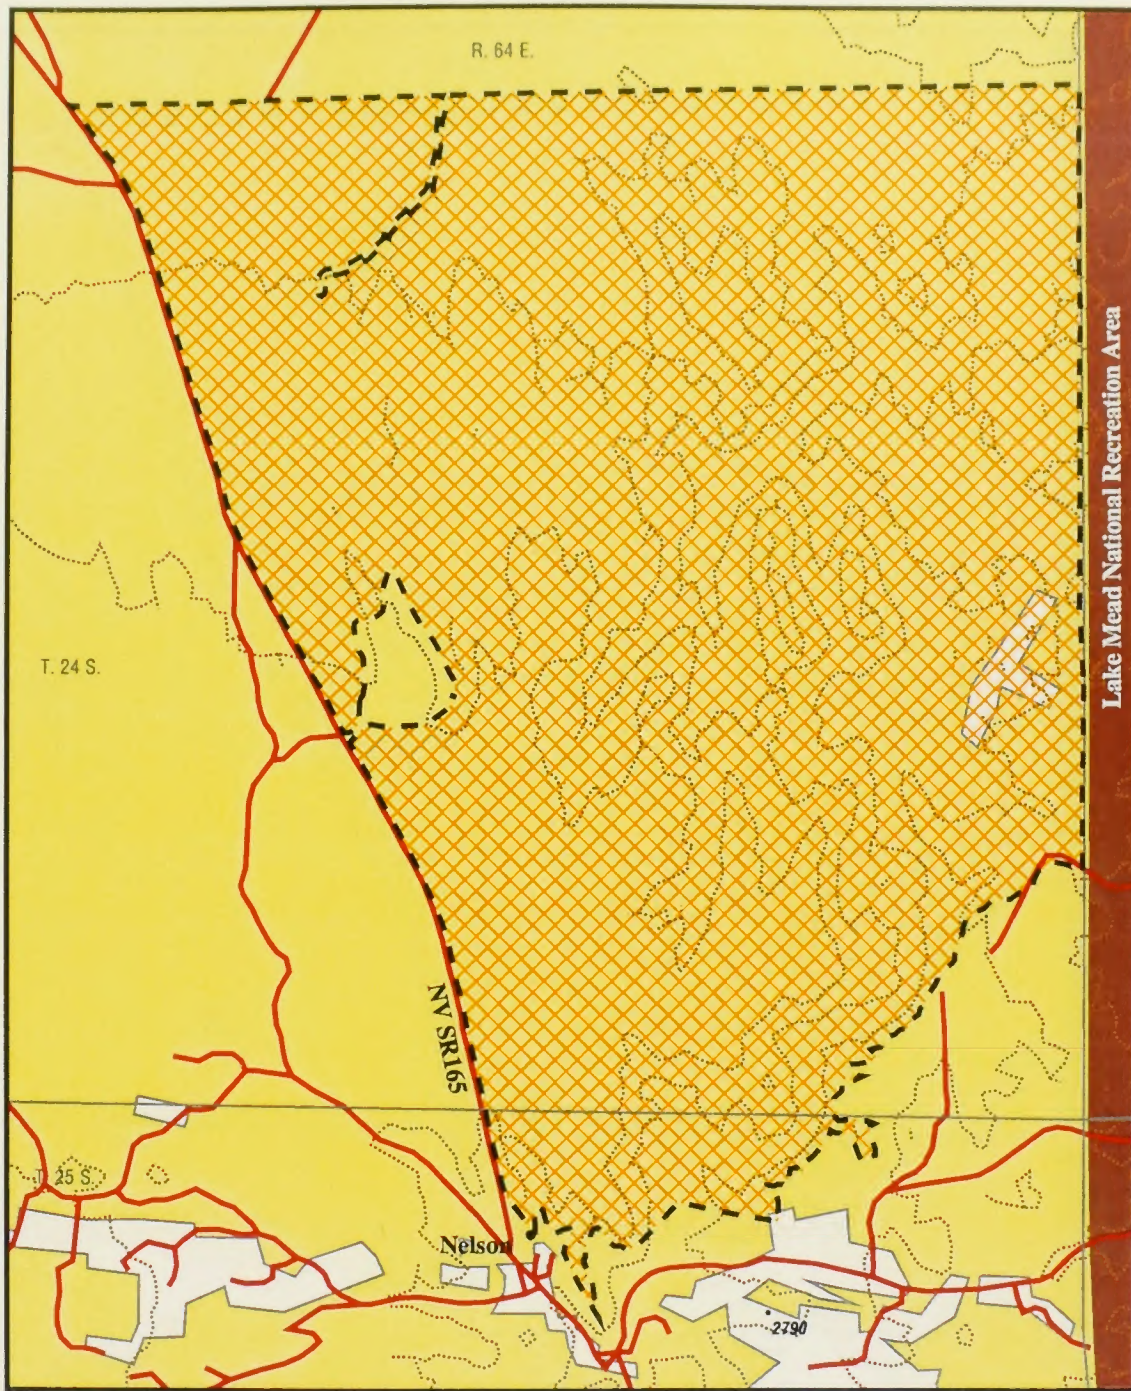 R. 64 E.
Lake Mead National Recreation Area
T. 24 S.
NV SR165
T. 25 S.
Nelson
2790